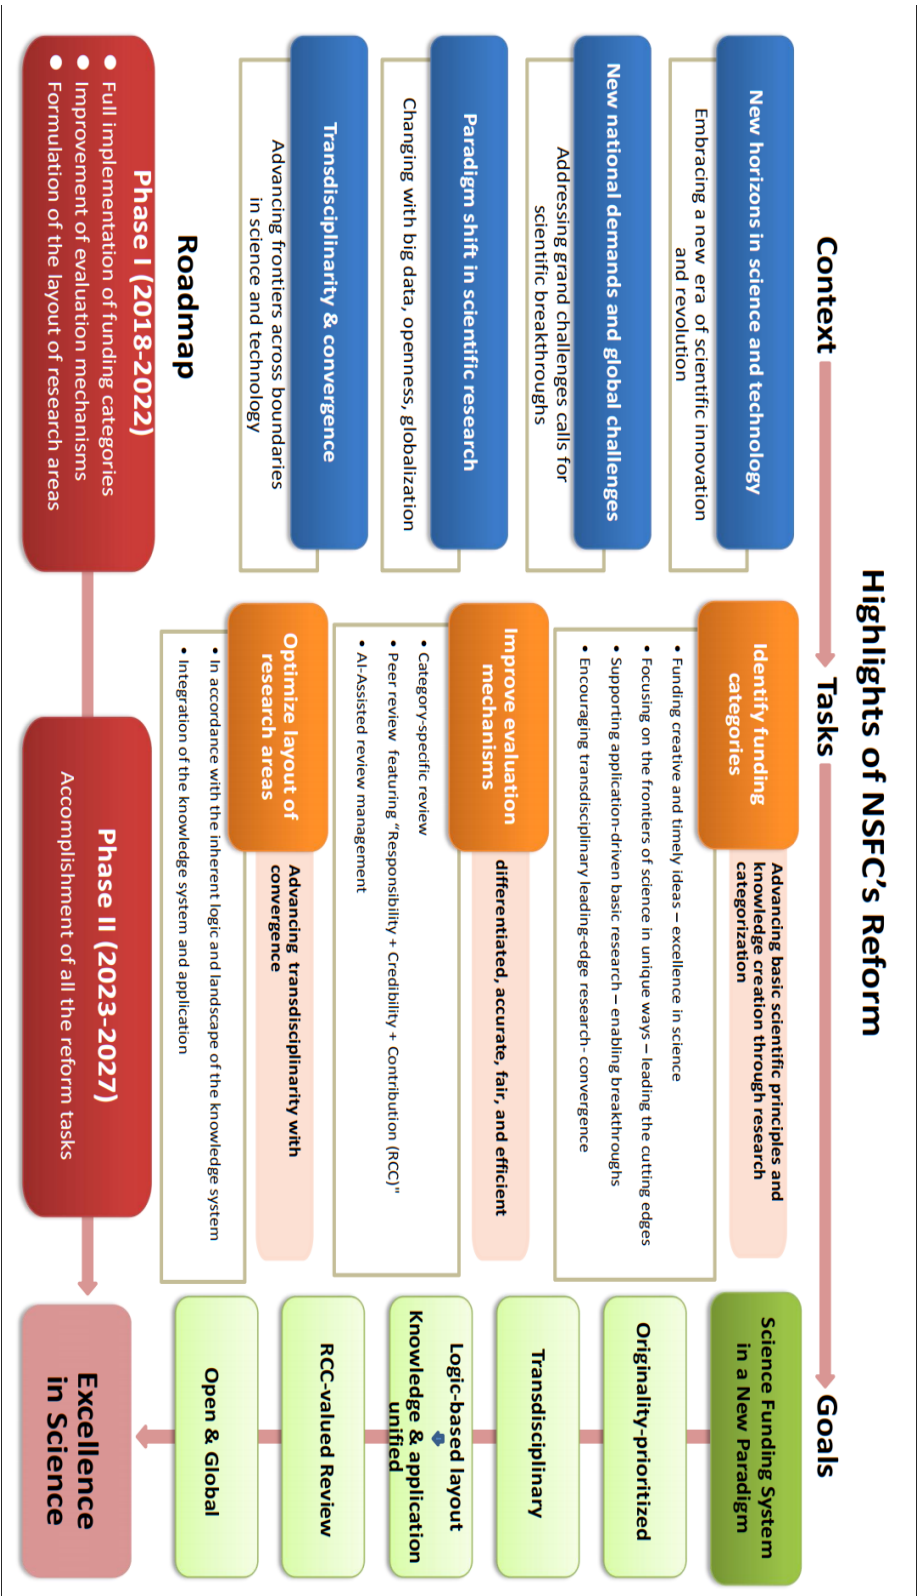 Highlights of NSFC’s Reform
Context
Tasks
Goals
New horizons in science and technology
Embracing a new era of scientific innovation
and revolution
New national demands and global challenges
Addressing grand challenges calls for
scientific breakthroughs
Paradigm shift in scientific research
Changing with big data, openness, globalization
Transdisciplinarity & convergence
Advancing frontiers across boundaries
in science and technology
Identify funding
categories
Advancing basic scientific principles and
knowledge creation through research
categorization
• Funding creative and timely ideas – excellence in science
• Focusing on the frontiers of science in unique ways – leading the cutting edges
• Supporting application-driven basic research – enabling breakthroughs
• Encouraging transdisciplinary leading-edge research- convergence
Improve evaluation
mechanisms
differentiated, accurate, fair, and efficient
• Category-specific review
• Peer review featuring “Responsibility + Credibility + Contribution (RCC)"
• AI-Assisted review management
Optimize layout of
research areas
Advancing transdisciplinarity with
convergence
• In accordance with the inherent logic and landscape of the knowledge system
• Integration of the knowledge system and application
Science Funding System
in a New Paradigm
Originality-prioritized
Transdisciplinary
Logic-based layout
Knowledge & application
unified
RCC-valued Review
Open & Global
Roadmap
Phase I (2018-2022)
● Full implementation of funding categories
● Improvement of evaluation mechanisms
● Formulation of the layout of research areas
Phase II (2023-2027)
Accomplishment of all the reform tasks
Excellence
in Science